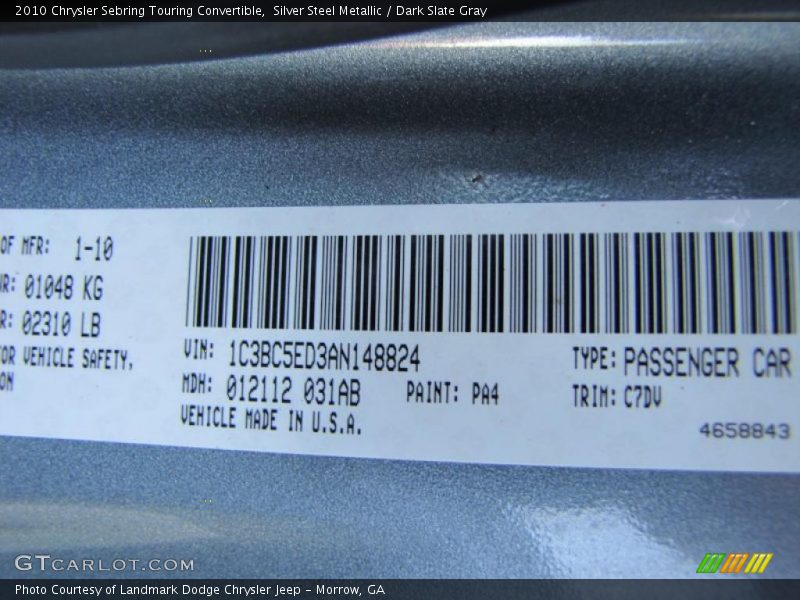 2010 Chrysler Sebring Touring Convertible, Silver Steel Metallic / Dark Slate Gray
OF MFR: 1-10
01048 KG
02310 LB
VEHICLE SAFETY,
VIN: 1C3BC5ED3AN148824
TYPE: PASSENGER CAR
MDH: 012112 031AB
PAINT: PA4
TRIM: C7DV
VEHICLE MADE IN U.S.A.
4658843
GTCARLOT.COM
Photo Courtesy of Landmark Dodge Chrysler Jeep - Morrow, GA